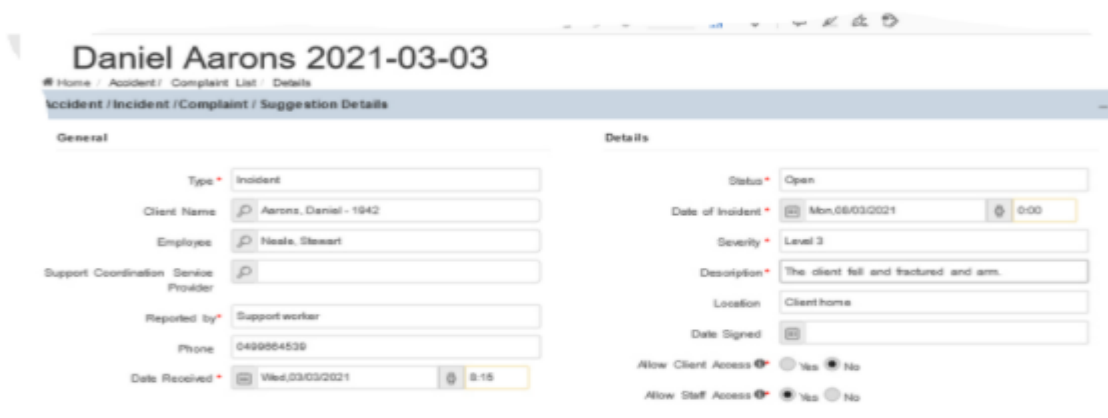 Daniel Aarons 2021-03-03
Home / Accident / Complaint List / Details
Accident / Incident / Complaint / Suggestion Details
General
Type * Incident
Client Name Aarons, Daniel - 1942
Employee Neale, Stewart
Support Coordination Service Provider
Reported by* Support worker
Phone 0499664539
Date Received * Wed,03/03/2021 8:15
Details
Status * Open
Date of Incident * Mon,08/03/2021 0:00
Severity * Level 3
Description * The client fell and fractured and arm.
Location Client home
Date Signed
Allow Client Access * Yes No
Allow Staff Access * Yes No